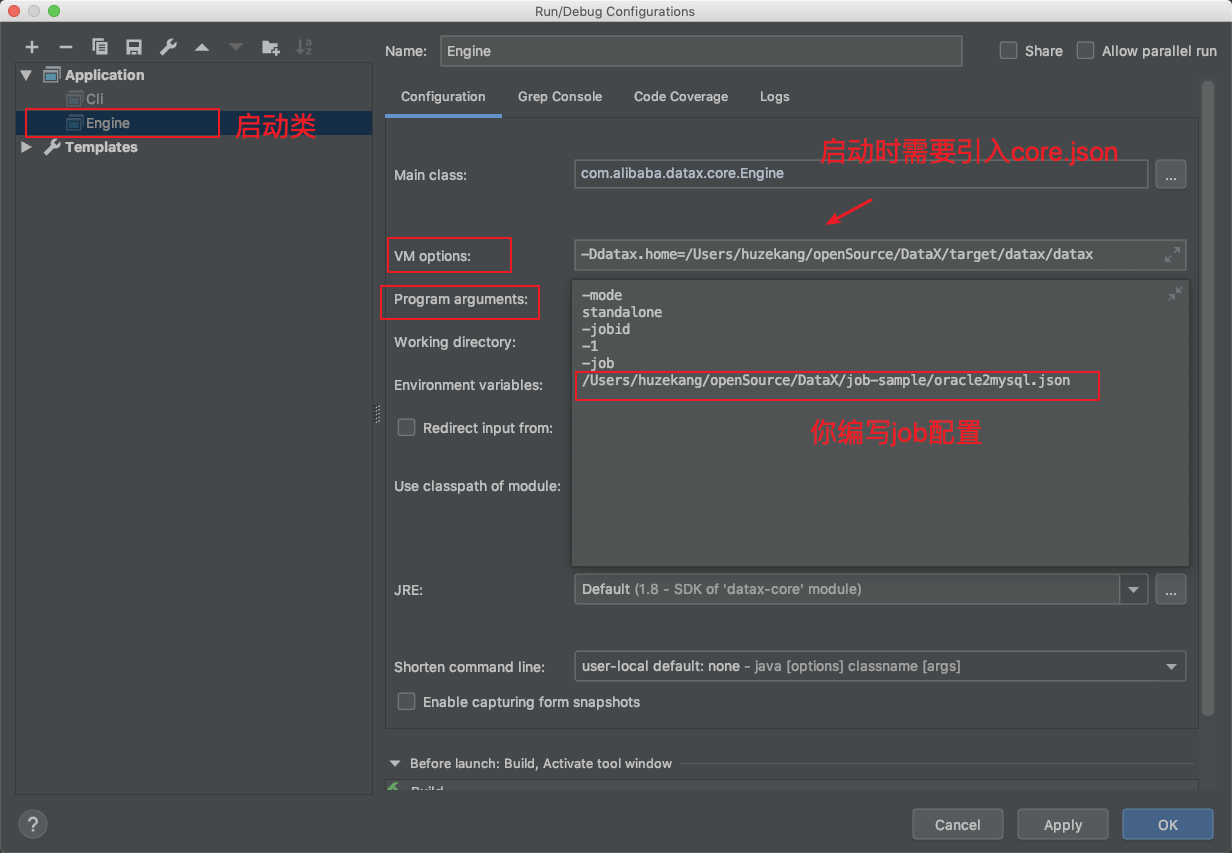 Run/Debug Configurations
Name: Engine Share Allow parallel run
Application
Cli
Engine 启动类
Templates
Configuration Grep Console Code Coverage Logs
启动时需要引入core.json
Main class: com.alibaba.datax.core.Engine ...
VM options: -Ddatax.home=/Users/huzekang/openSource/DataX/target/datax/datax
Program arguments:
-mode
standalone
-jobid
-1
-job
/Users/huzekang/openSource/DataX/job-sample/oracle2mysql.json
你编写job配置
Working directory:
Environment variables:
Redirect input from:
Use classpath of module:
JRE: Default (1.8 - SDK of 'datax-core' module) ...
Shorten command line: user-local default: none - java [options] classname [args]
Enable capturing form snapshots
Before launch: Build, Activate tool window
Build
? Cancel Apply OK